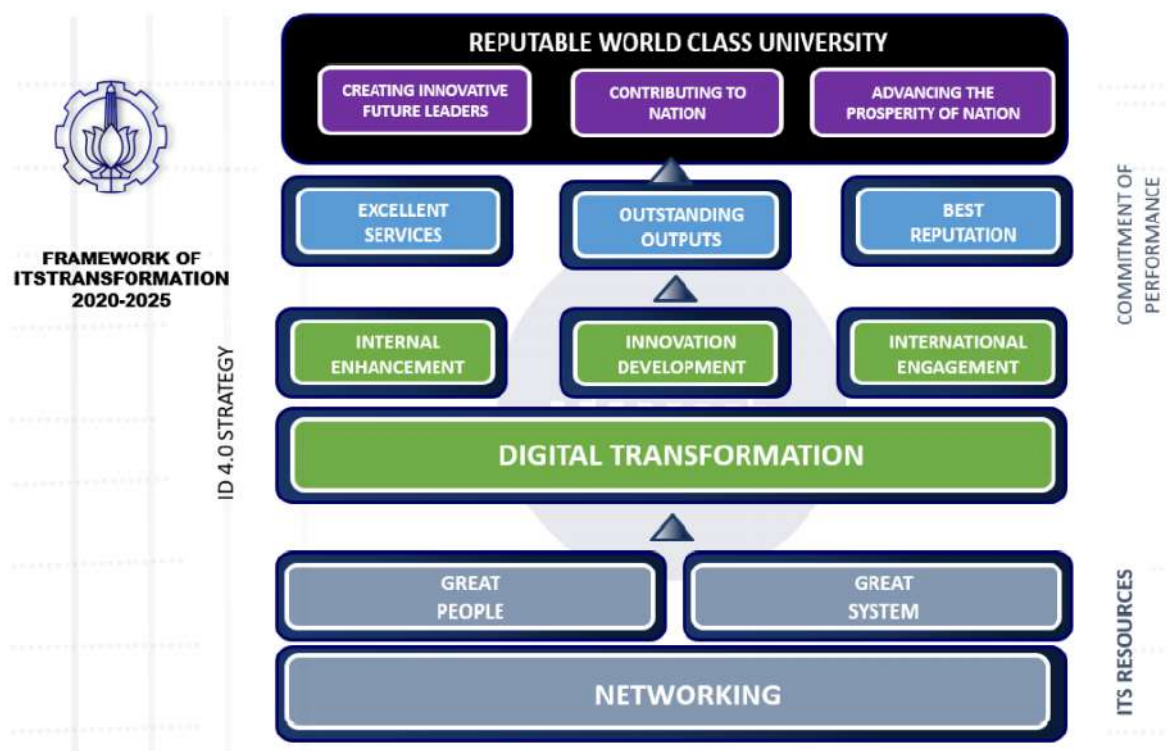 REPUTABLE WORLD CLASS UNIVERSITY
CREATING INNOVATIVE
FUTURE LEADERS
CONTRIBUTING TO
NATION
ADVANCING THE
PROSPERITY OF NATION
EXCELLENT
SERVICES
OUTSTANDING
OUTPUTS
BEST
REPUTATION
COMMITMENT OF
PERFORMANCE
FRAMEWORK OF
ITSTRANSFORMATION
2020-2025
ID 4.0 STRATEGY
INTERNAL
ENHANCEMENT
INNOVATION
DEVELOPMENT
INTERNATIONAL
ENGAGEMENT
DIGITAL TRANSFORMATION
GREAT
PEOPLE
GREAT
SYSTEM
NETWORKING
ITS RESOURCES